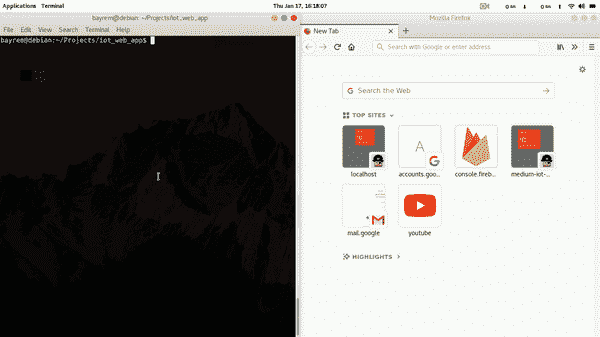 Applications Terminal Thu Jan 17, 16:18:07
bayrem@debian: ~/Projects/iot_web_app
Mozilla Firefox
File Edit View Search Terminal Help
bayrem@debian:~/Projects/iot_web_app$
New Tab
Search with Google or enter address
Search the Web
TOP SITES
localhost
accounts.goo...
console.fireb...
medium-iot-...
mail.google
youtube
HIGHLIGHTS